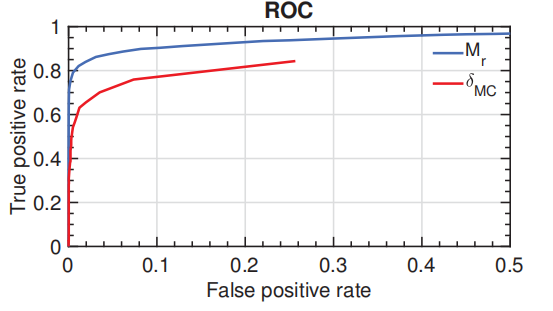 ROC
True positive rate
1
0.8
0.6
0.4
0.2
0
M_r
δ_MC
0 0.1 0.2 0.3 0.4 0.5
False positive rate